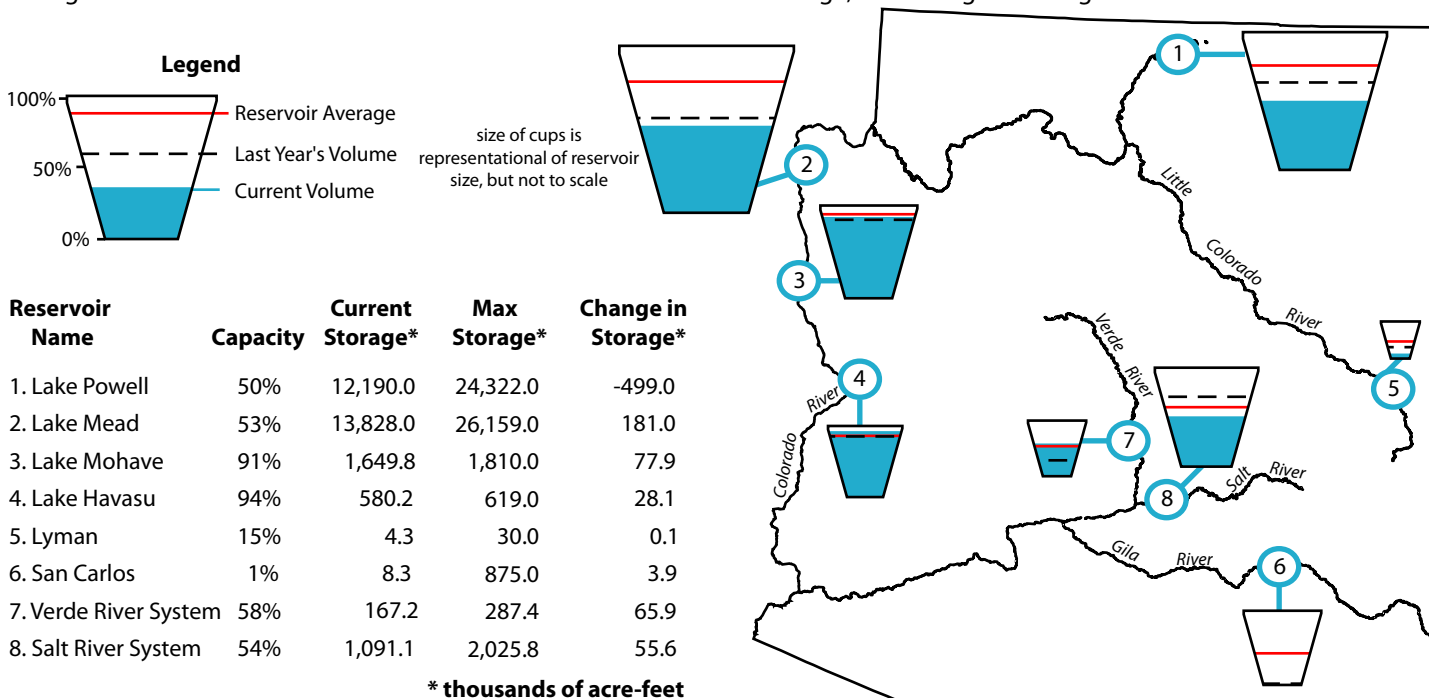 Legend
100%
50%
0%
Reservoir Average
Last Year's Volume
Current Volume
size of cups is
representational of reservoir
size, but not to scale
Reservoir Name Capacity Current Storage* Max Storage* Change in Storage*
1. Lake Powell 50% 12,190.0 24,322.0 -499.0
2. Lake Mead 53% 13,828.0 26,159.0 181.0
3. Lake Mohave 91% 1,649.8 1,810.0 77.9
4. Lake Havasu 94% 580.2 619.0 28.1
5. Lyman 15% 4.3 30.0 0.1
6. San Carlos 1% 8.3 875.0 3.9
7. Verde River System 58% 167.2 287.4 65.9
8. Salt River System 54% 1,091.1 2,025.8 55.6
* thousands of acre-feet
1
2
3
4
5
6
7
8
Little
Colorado
River
Verde
River
Colorado
River
Salt
River
Gila
River